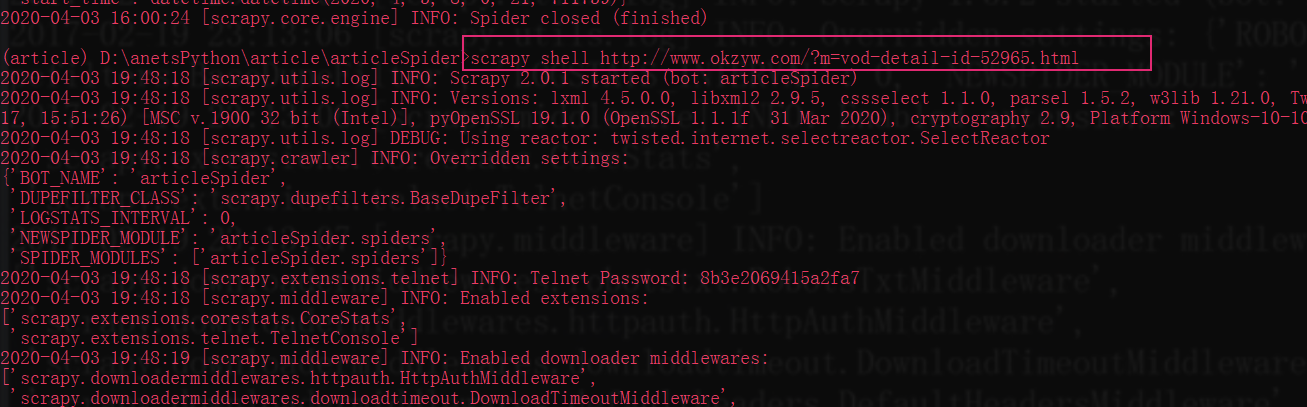 2020-04-03 16:00:24 [scrapy.core.engine] INFO: Spider closed (finished)
(article) D:\anetsPython\article\articleSpider>scrapy shell http://www.okzyw.com/?m=vod-detail-id-52965.html
2020-04-03 19:48:18 [scrapy.utils.log] INFO: Scrapy 2.0.1 started (bot: articleSpider)
2020-04-03 19:48:18 [scrapy.utils.log] INFO: Versions: lxml 4.5.0.0, libxml2 2.9.5, cssselect 1.1.0, parsel 1.5.2, w3lib 1.21.0, Tw
17, 15:51:26) [MSC v.1900 32 bit (Intel)], pyOpenSSL 19.1.0 (OpenSSL 1.1.1f  31 Mar 2020), cryptography 2.9, Platform Windows-10-10
2020-04-03 19:48:18 [scrapy.utils.log] DEBUG: Using reactor: twisted.internet.selectreactor.SelectReactor
2020-04-03 19:48:18 [scrapy.crawler] INFO: Overridden settings:
{'BOT_NAME': 'articleSpider',
 'DUPEFILTER_CLASS': 'scrapy.dupefilters.BaseDupeFilter',
 'LOGSTATS_INTERVAL': 0,
 'NEWSPIDER_MODULE': 'articleSpider.spiders',
 'SPIDER_MODULES': ['articleSpider.spiders']}
2020-04-03 19:48:18 [scrapy.extensions.telnet] INFO: Telnet Password: 8b3e2069415a2fa7
2020-04-03 19:48:18 [scrapy.middleware] INFO: Enabled extensions:
['scrapy.extensions.corestats.CoreStats',
 'scrapy.extensions.telnet.TelnetConsole']
2020-04-03 19:48:19 [scrapy.middleware] INFO: Enabled downloader middlewares:
['scrapy.downloadermiddlewares.httpauth.HttpAuthMiddleware',
 'scrapy.downloadermiddlewares.downloadtimeout.DownloadTimeoutMiddleware',